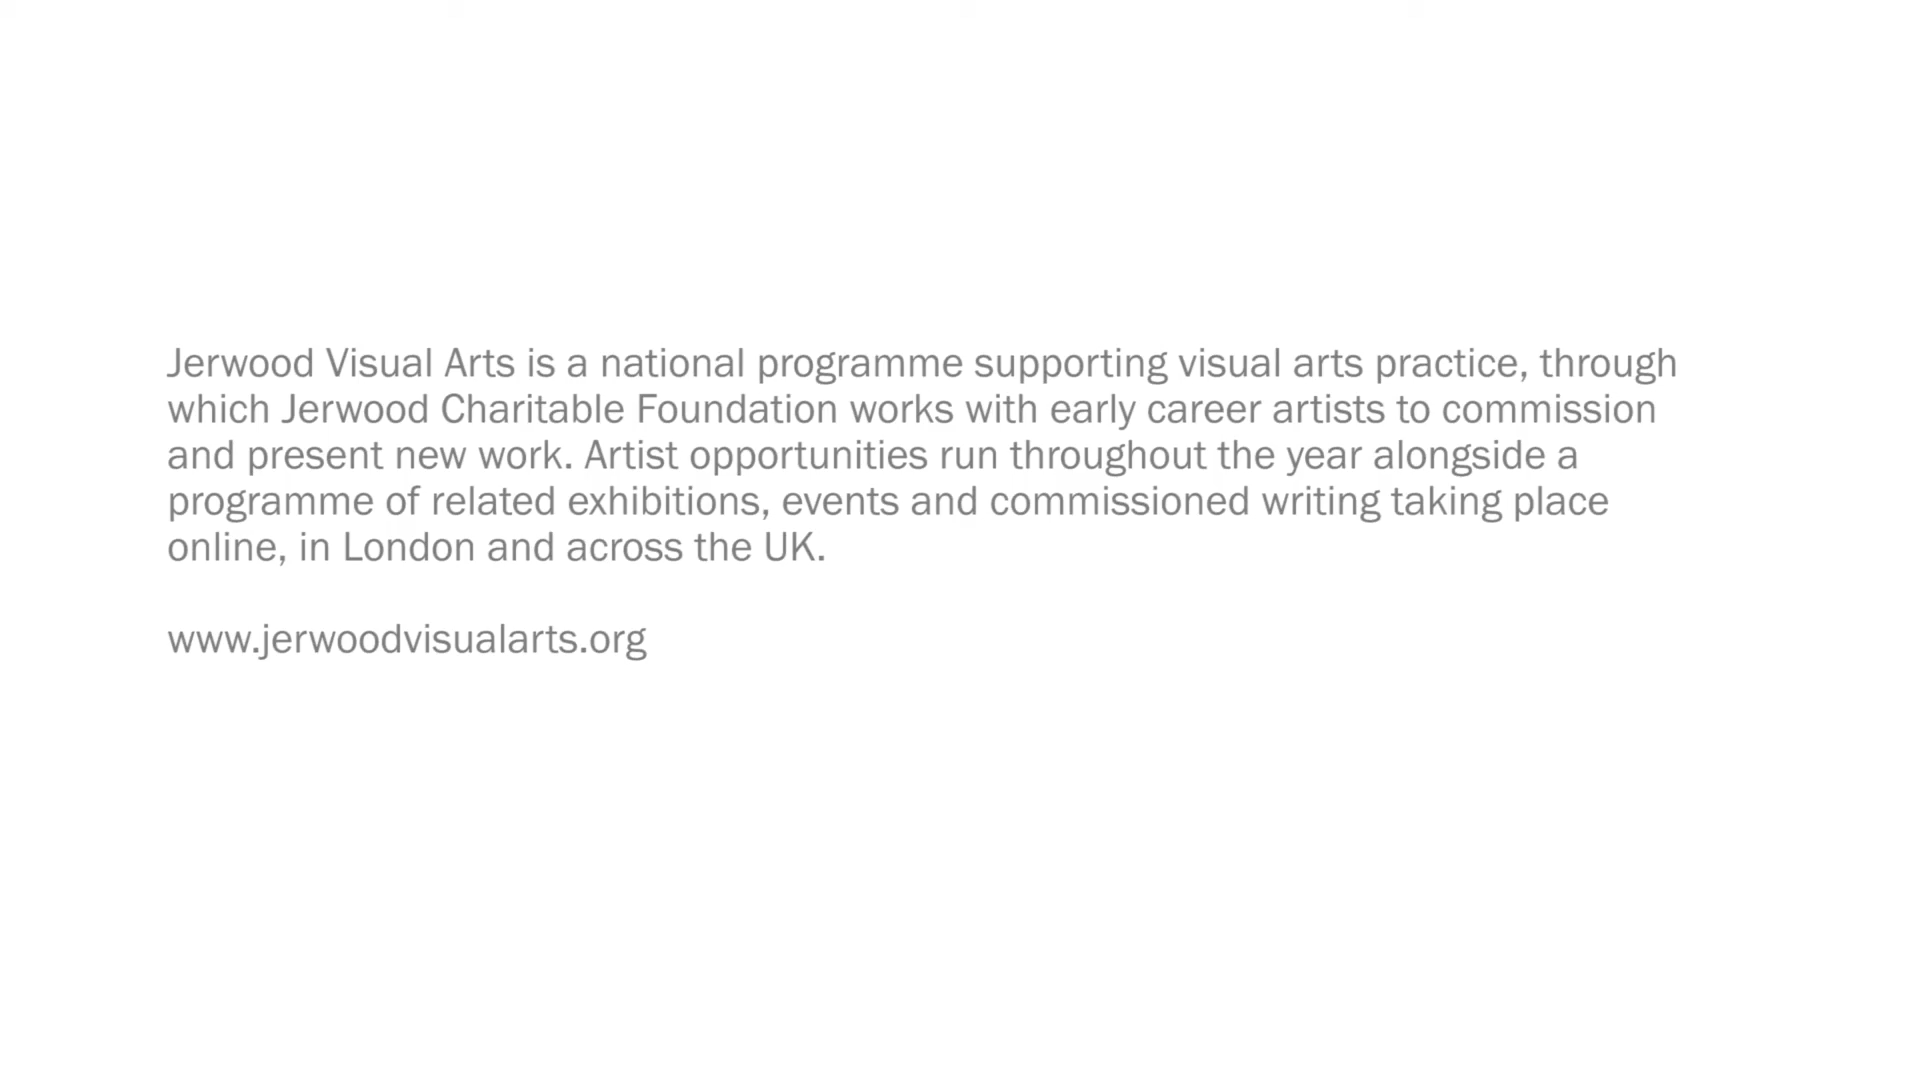 Jerwood Visual Arts is a national programme supporting visual arts practice, through
which Jerwood Charitable Foundation works with early career artists to commission
and present new work. Artist opportunities run throughout the year alongside a
programme of related exhibitions, events and commissioned writing taking place
online, in London and across the UK.
www.jerwoodvisualarts.org